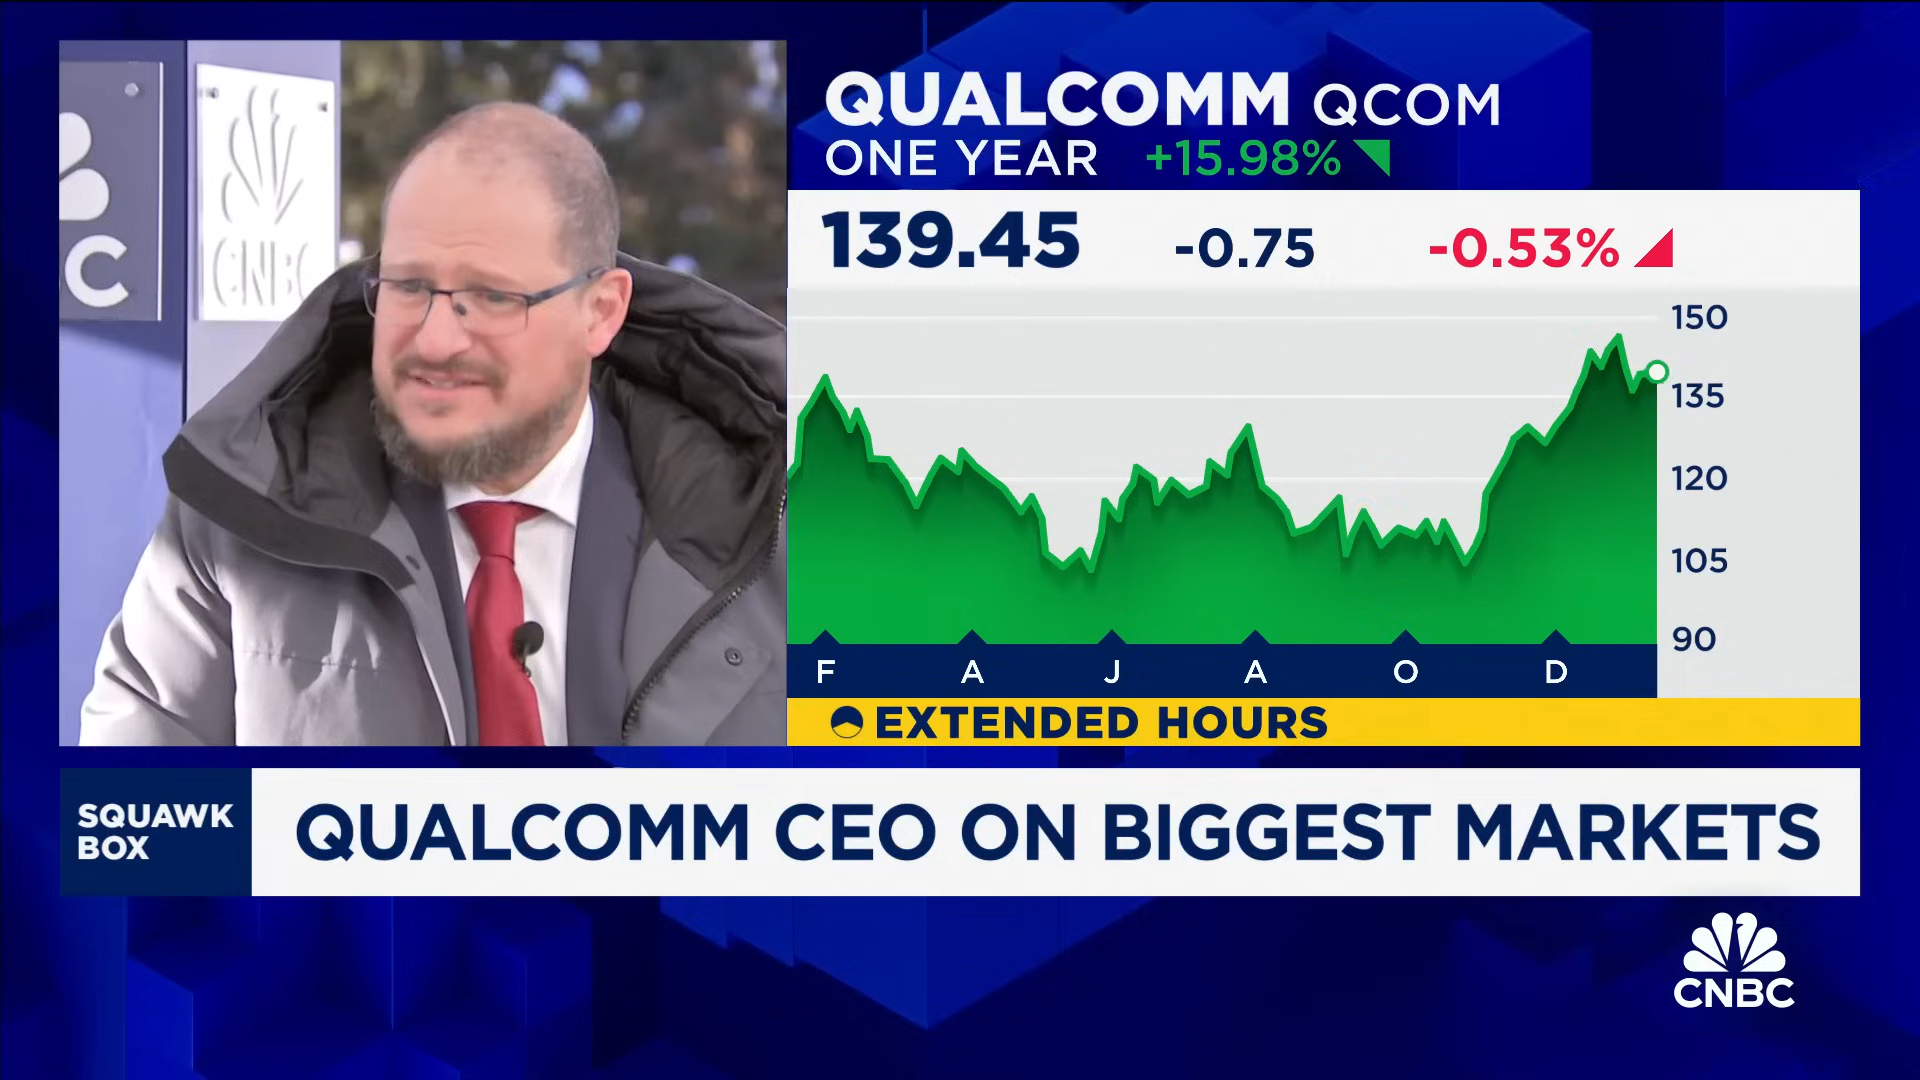 C
CNBC
QUALCOMM QCOM
ONE YEAR +15.98%
139.45 -0.75 -0.53%
150
135
120
105
90
F A J A O D
EXTENDED HOURS
SQUAWK
BOX
QUALCOMM CEO ON BIGGEST MARKETS
CNBC